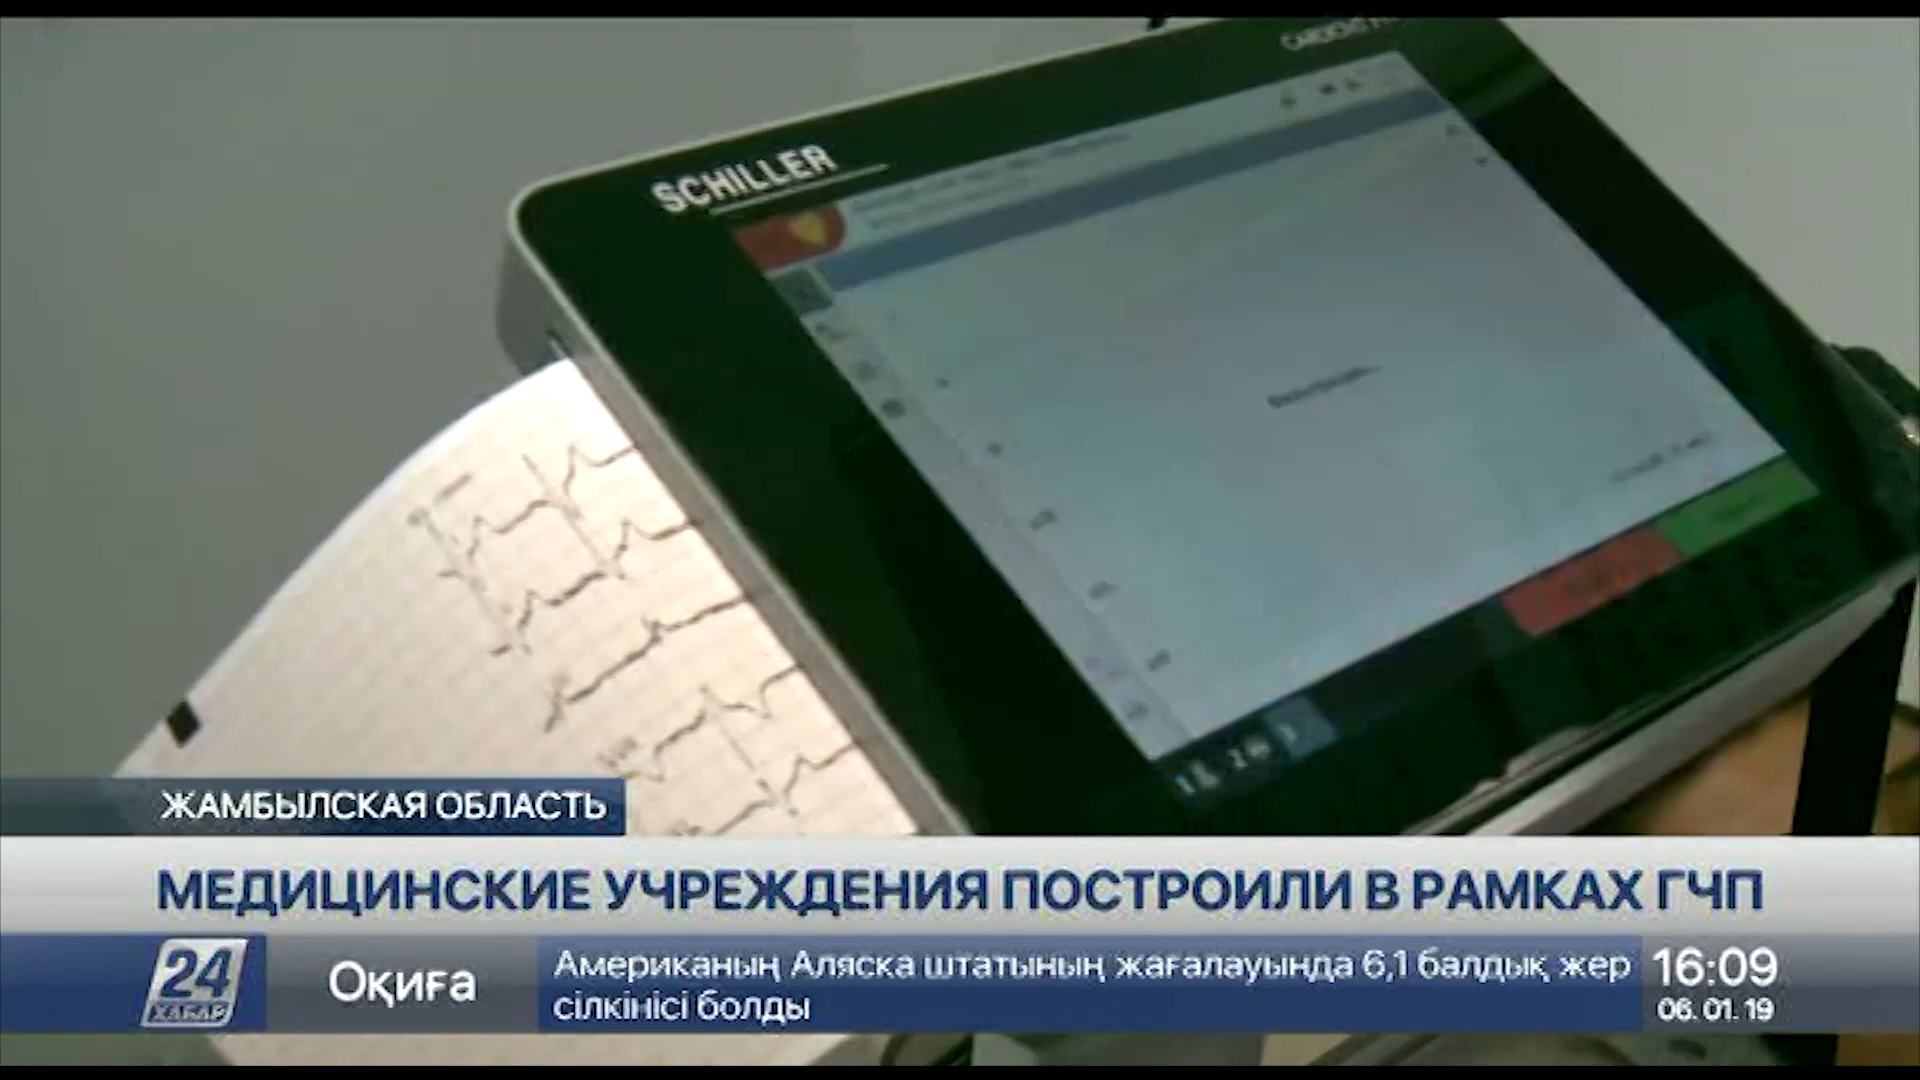 SCHILLER
ЖАМБЫЛСКАЯ ОБЛАСТЬ
МЕДИЦИНСКИЕ УЧРЕЖДЕНИЯ ПОСТРОИЛИ В РАМКАХ ГЧП
24
ХАБАР
Оқиға
Американың Аляска штатының жағалауында 6,1 балдық жер
сілкінісі болды
16:09
06.01.19